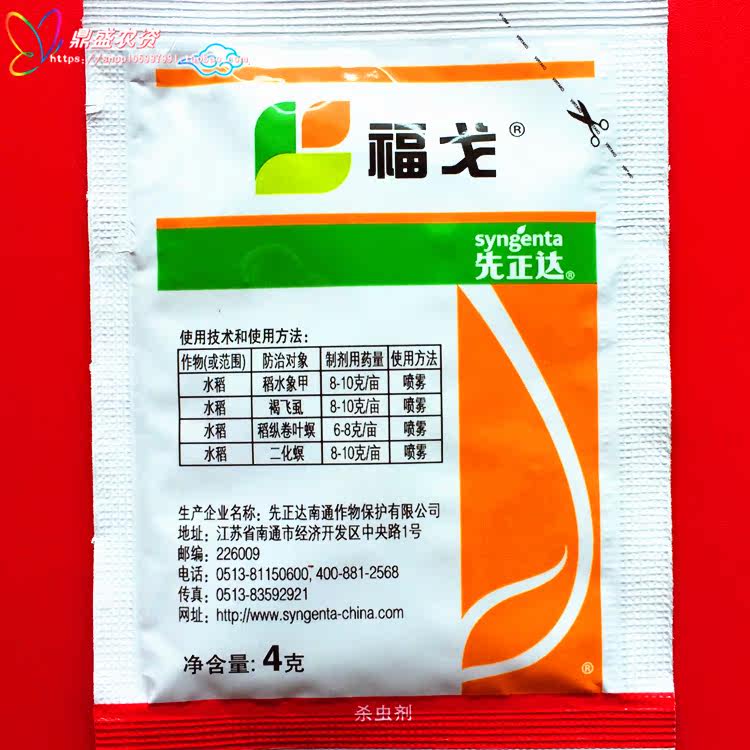 鼎盛农资
福戈®
syngenta
先正达®
使用技术和使用方法：
作物(或范围) 防治对象 制剂用药量 使用方法
水稻 稻水象甲 8-10克/亩 喷雾
水稻 褐飞虱 8-10克/亩 喷雾
水稻 稻纵卷叶螟 6-8克/亩 喷雾
水稻 二化螟 8-10克/亩 喷雾
生产企业名称：先正达南通作物保护有限公司
地址：江苏省南通市经济开发区中央路1号
邮编：226009
电话：0513-81150600, 400-881-2568
传真：0513-83592921
网址：http://www.syngenta-china.com
净含量：4克
®
杀虫剂